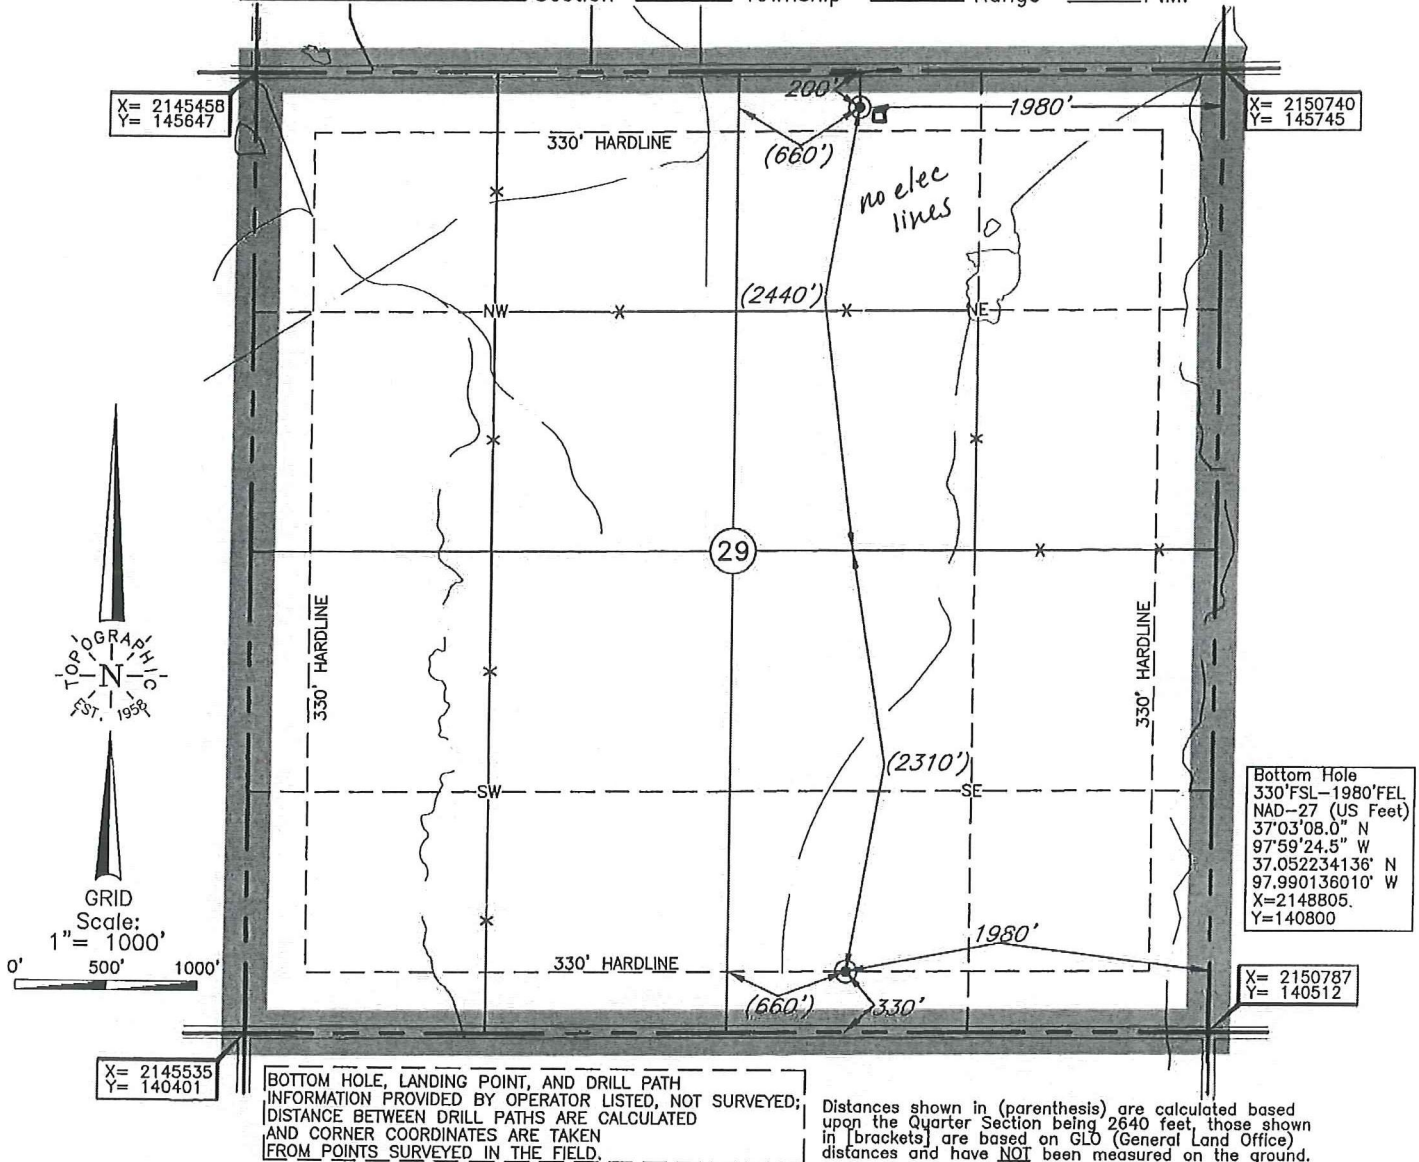 X= 2145458
Y= 145647
X= 2150740
Y= 145745
200'
1980'
330' HARDLINE
(660')
no elec
lines
(2440')
NW
NE
29
330' HARDLINE
330' HARDLINE
TOPOGRAPHIC
N
EST. 1958
(2310')
SW
SE
Bottom Hole
330'FSL-1980'FEL
NAD-27 (US Feet)
37°03'08.0" N
97°59'24.5" W
37.052234136° N
97.990136010° W
X=2148805.
Y=140800
GRID
Scale:
1"= 1000'
0' 500' 1000'
1980'
330' HARDLINE
(660')
330'
X= 2150787
Y= 140512
X= 2145535
Y= 140401
BOTTOM HOLE, LANDING POINT, AND DRILL PATH
INFORMATION PROVIDED BY OPERATOR LISTED, NOT SURVEYED;
DISTANCE BETWEEN DRILL PATHS ARE CALCULATED
AND CORNER COORDINATES ARE TAKEN
FROM POINTS SURVEYED IN THE FIELD.
Distances shown in (parenthesis) are calculated based
upon the Quarter Section being 2640 feet, those shown
in [brackets] are based on GLO (General Land Office)
distances and have NOT been measured on the ground.